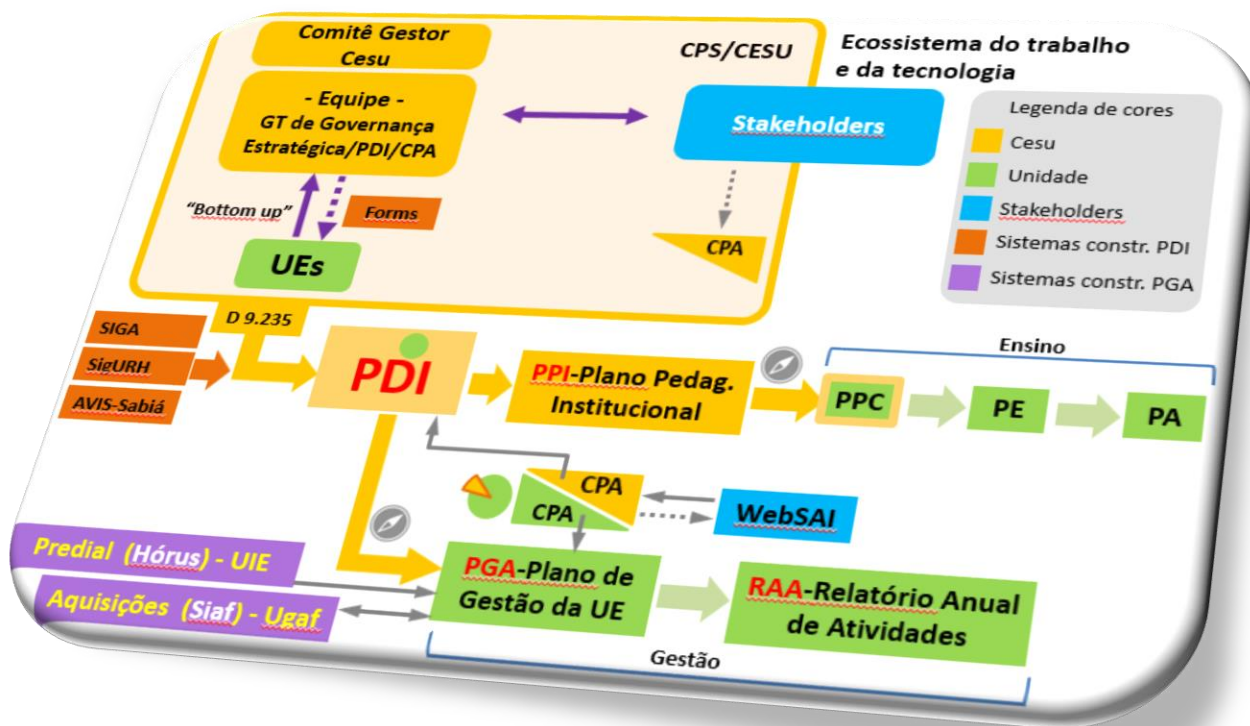 Comitê Gestor
Cesu
- Equipe -
GT de Governança
Estratégica/PDI/CPA
CPS/CESU
Stakeholders
"Bottom up"
Forms
UEs
CPA
Ecossistema do trabalho
e da tecnologia
Legenda de cores
Cesu
Unidade
Stakeholders
Sistemas constr. PDI
Sistemas constr. PGA
SIGA
SigURH
AVIS-Sabiá
D 9.235
PDI
PPI-Plano Pedag.
Institucional
Ensino
PPC
PE
PA
CPA
CPA
WebSAI
Predial (Hórus) - UIE
Aquisições (Siaf) - Ugaf
PGA-Plano de
Gestão da UE
RAA-Relatório Anual
de Atividades
Gestão